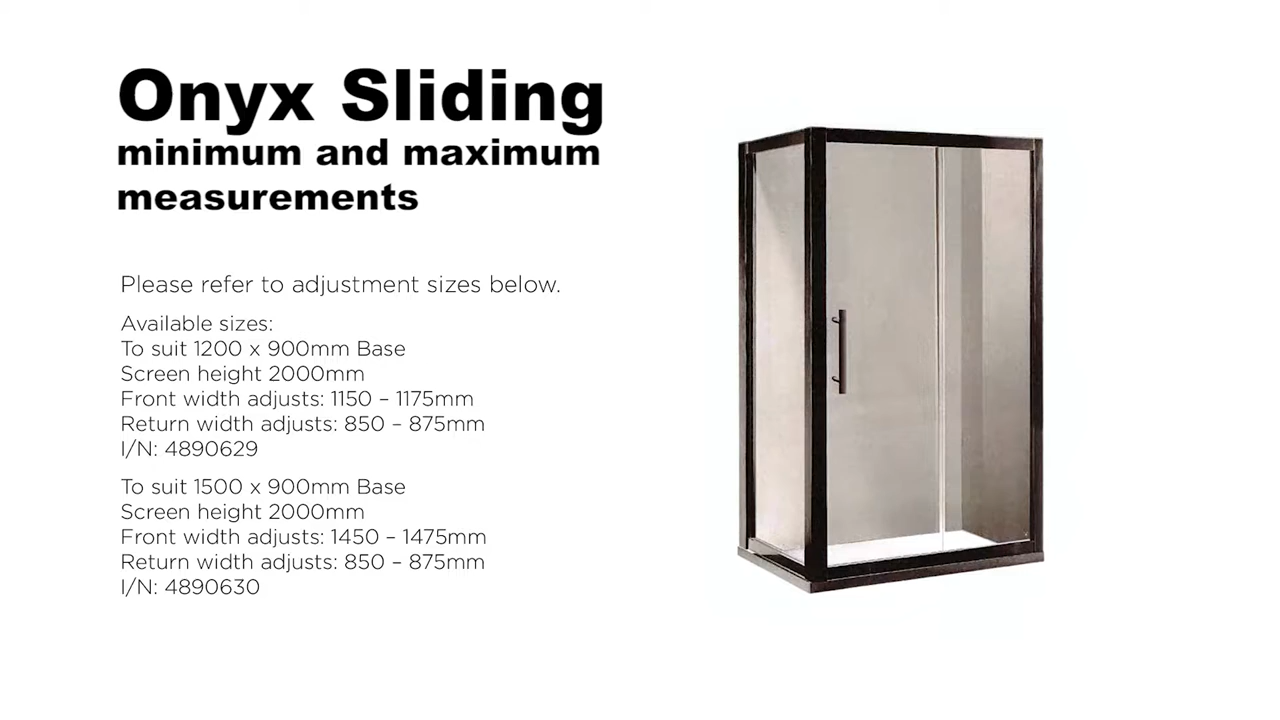 Onyx Sliding
minimum and maximum
measurements
Please refer to adjustment sizes below.
Available sizes:
To suit 1200 x 900mm Base
Screen height 2000mm
Front width adjusts: 1150 – 1175mm
Return width adjusts: 850 – 875mm
I/N: 4890629
To suit 1500 x 900mm Base
Screen height 2000mm
Front width adjusts: 1450 – 1475mm
Return width adjusts: 850 – 875mm
I/N: 4890630